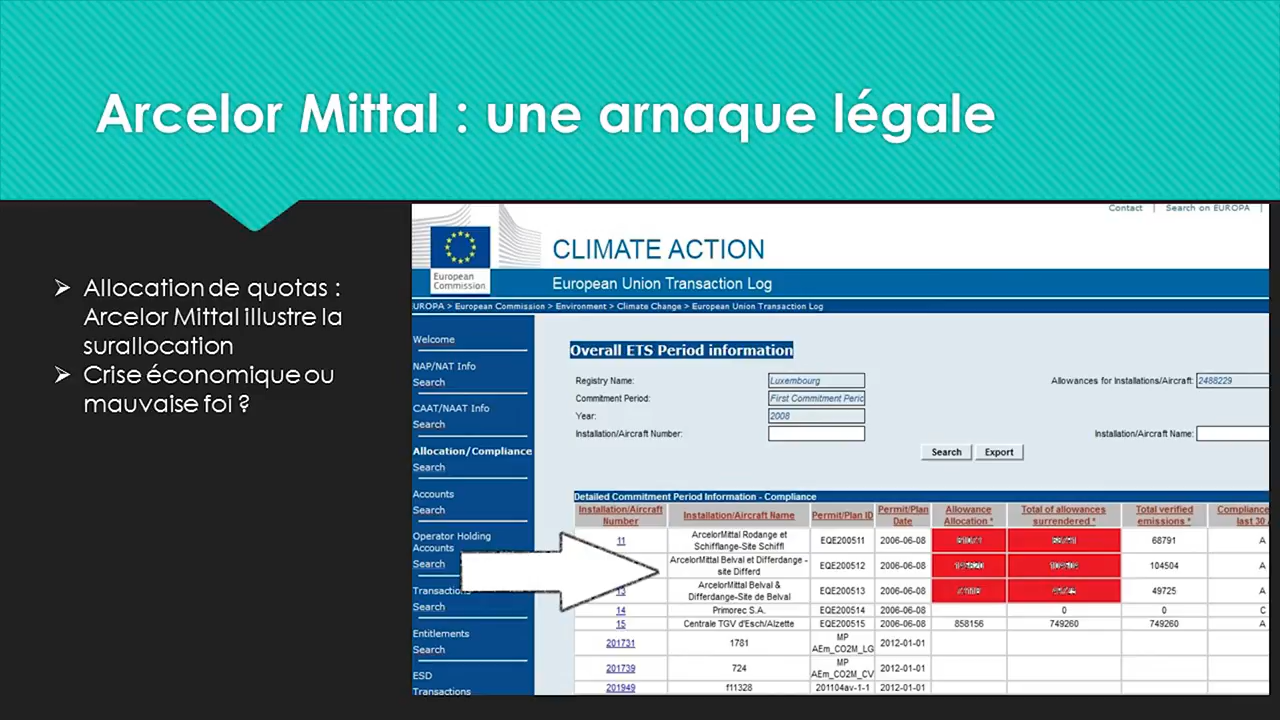 Arcelor Mittal : une arnaque légale
Allocation de quotas :
Arcelor Mittal illustre la
surallocation
Crise économique ou
mauvaise foi ?
Contact | Search on EUROPA |
European
Commission
CLIMATE ACTION
European Union Transaction Log
UROPA > European Commission > Environment > Climate Change > European Union Transaction Log
Welcome
NAP/NAT Info
Search
CAAT/NAAT Info
Search
Allocation/Compliance
Search
Accounts
Search
Operator Holding
Accounts
Search
Transactions
Search
Entitlements
Search
ESD
Transactions
Overall ETS Period information
Registry Name: Luxembourg Allowances for Installations/Aircraft: 2488229
Commitment Period: First Commitment Perio
Year: 2008
Installation/Aircraft Number: Installation/Aircraft Name:
Search Export
Detailed Commitment Period Information - Compliance
Installation/Aircraft Number Installation/Aircraft Name Permit/Plan ID Permit/Plan Date Allowance Allocation * Total of allowances surrendered * Total verified emissions * Compliance last 30 A
11 ArcelorMittal Rodange et Schifflange-Site Schiffl EQE200511 2006-06-08 68791 A
ArcelorMittal Belval et Differdange - site Differd EQE200512 2006-06-08 104504 A
13 ArcelorMittal Belval & Differdange-Site de Belval EQE200513 2006-06-08 49725 A
14 Primorec S.A. EQE200514 2006-06-08 0 0 C
15 Centrale TGV d'Esch/Alzette EQE200515 2006-06-08 858156 749260 749260 A
201731 1781 MP AEm_CO2M_LG 2012-01-01
201739 724 MP AEm_CO2M_CV 2012-01-01
201949 f11328 201104av-1-1 2012-01-01